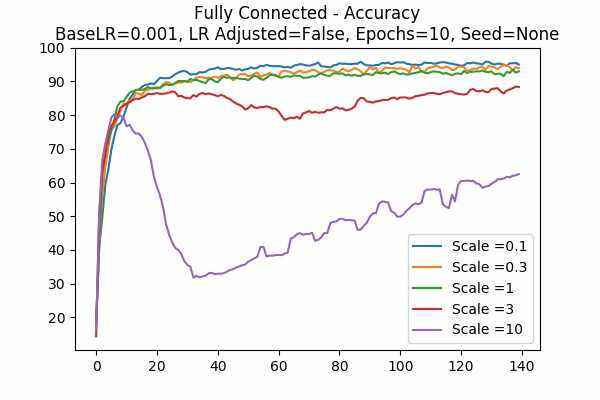 Fully Connected - Accuracy
BaseLR=0.001, LR Adjusted=False, Epochs=10, Seed=None
100
90
80
70
60
50
40
30
20
0 20 40 60 80 100 120 140
Scale =0.1
Scale =0.3
Scale =1
Scale =3
Scale =10